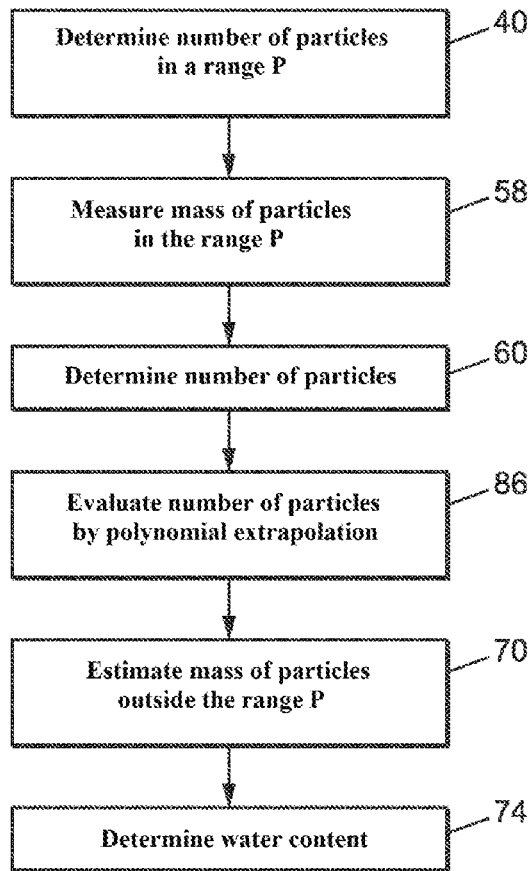 Determine number of particles
in a range P
40
Measure mass of particles
in the range P
58
Determine number of particles
60
Evaluate number of particles
by polynomial extrapolation
86
Estimate mass of particles
outside the range P
70
Determine water content
74